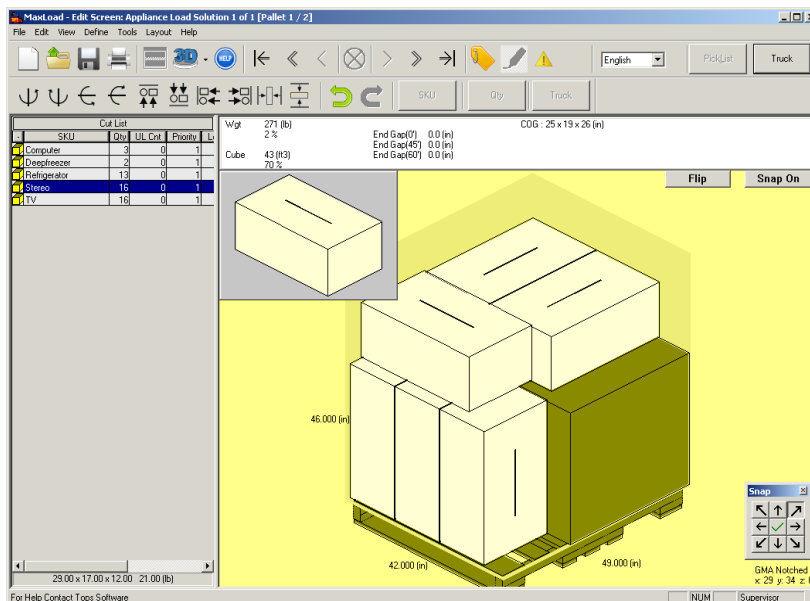 MaxLoad - Edit Screen: Appliance Load Solution 1 of 1 [Pallet 1 / 2]
File Edit View Define Tools Layout Help
3D HELP English PickList Truck
SKU Qty Truck
Cut List
- SKU Qty UL Cnt Priority
Computer 3 0 1
Deepfreezer 2 0 1
Refrigerator 13 0 1
Stereo 16 0 1
TV 16 0 1
29.00 x 17.00 x 12.00 21.00 (lb)
Wgt 271 (lb) COG : 25 x 19 x 26 (in)
2 % End Gap(0') 0.0 (in)
End Gap(45') 0.0 (in)
Cube 43 (ft3) End Gap(60') 0.0 (in)
70 %
Flip Snap On
46.000 (in)
42.000 (in)
49.000 (in)
Snap
GMA Notched
x: 29 y: 34 z:
For Help Contact Tops Software NUM Supervisor